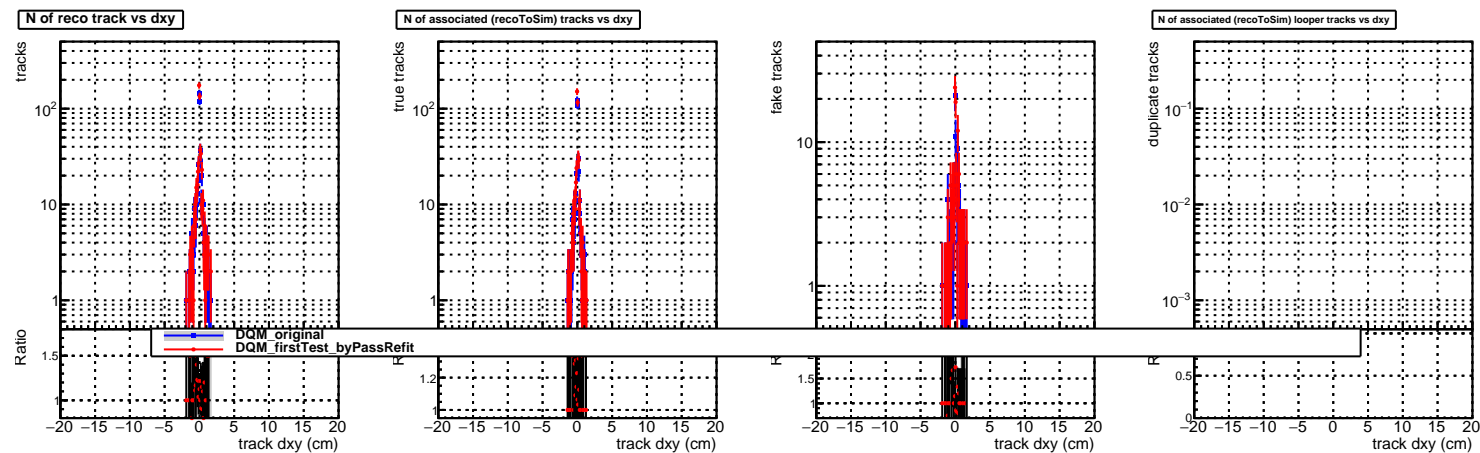 N of reco track vs dxy
N of associated (recoToSim) tracks vs dxy
N of associated (recoToSim) looper tracks vs dxy
tracks
10²
10
1
Ratio
1.5
1
−20 −15 −10 −5 0 5 10 15 20
track dxy (cm)
true tracks
10²
10
1
1.2
1
−20 −15 −10 −5 0 5 10 15 20
track dxy (cm)
fake tracks
10
1
1.5
1
−20 −15 −10 −5 0 5 10 15 20
track dxy (cm)
duplicate tracks
10⁻¹
10⁻²
10⁻³
0.5
0
−20 −15 −10 −5 0 5 10 15 20
track dxy (cm)
DQM_original
DQM_firstTest_byPassRefit